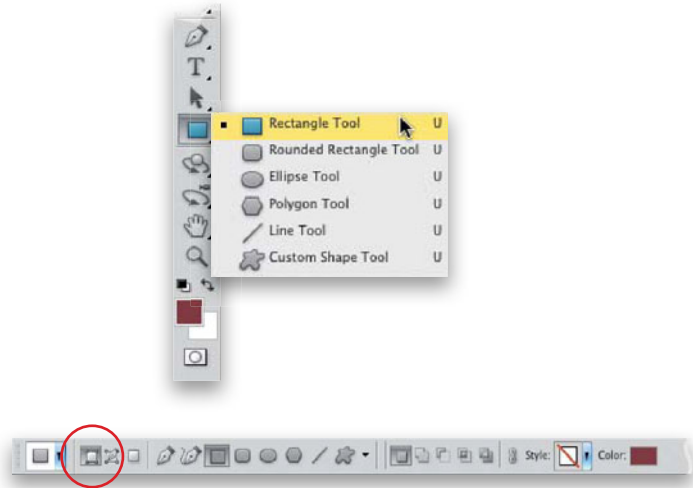 T
Rectangle Tool U
Rounded Rectangle Tool U
Ellipse Tool U
Polygon Tool U
Line Tool U
Custom Shape Tool U
Style: Color: